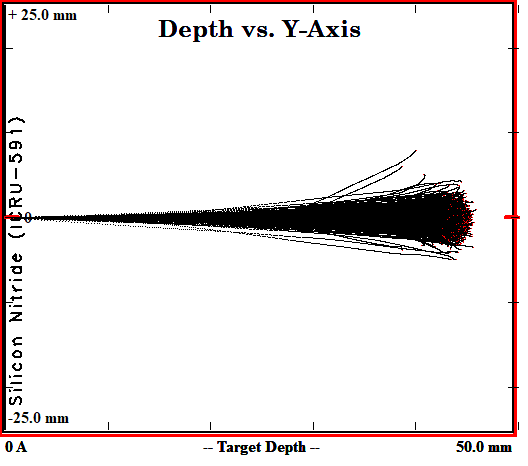 + 25.0 mm
Depth vs. Y-Axis
Silicon Nitride (ICRU-591)
0
-25.0 mm
0 A
-- Target Depth --
50.0 mm